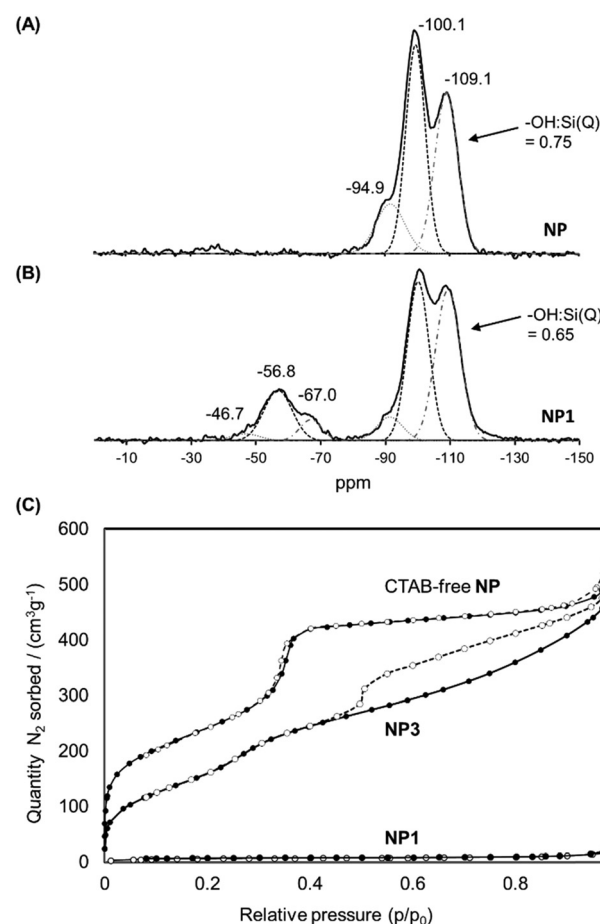 (A)
-100.1
-109.1
-OH:Si(Q)
= 0.75
-94.9
NP
(B)
-OH:Si(Q)
= 0.65
-56.8
-67.0
-46.7
NP1
-10 -30 -50 -70 -90 -110 -130 -150
ppm
(C)
600
500
400
300
200
100
0
CTAB-free NP
NP3
NP1
0 0.2 0.4 0.6 0.8
Quantity N₂ sorbed / (cm³g⁻¹)
Relative pressure (p/p₀)